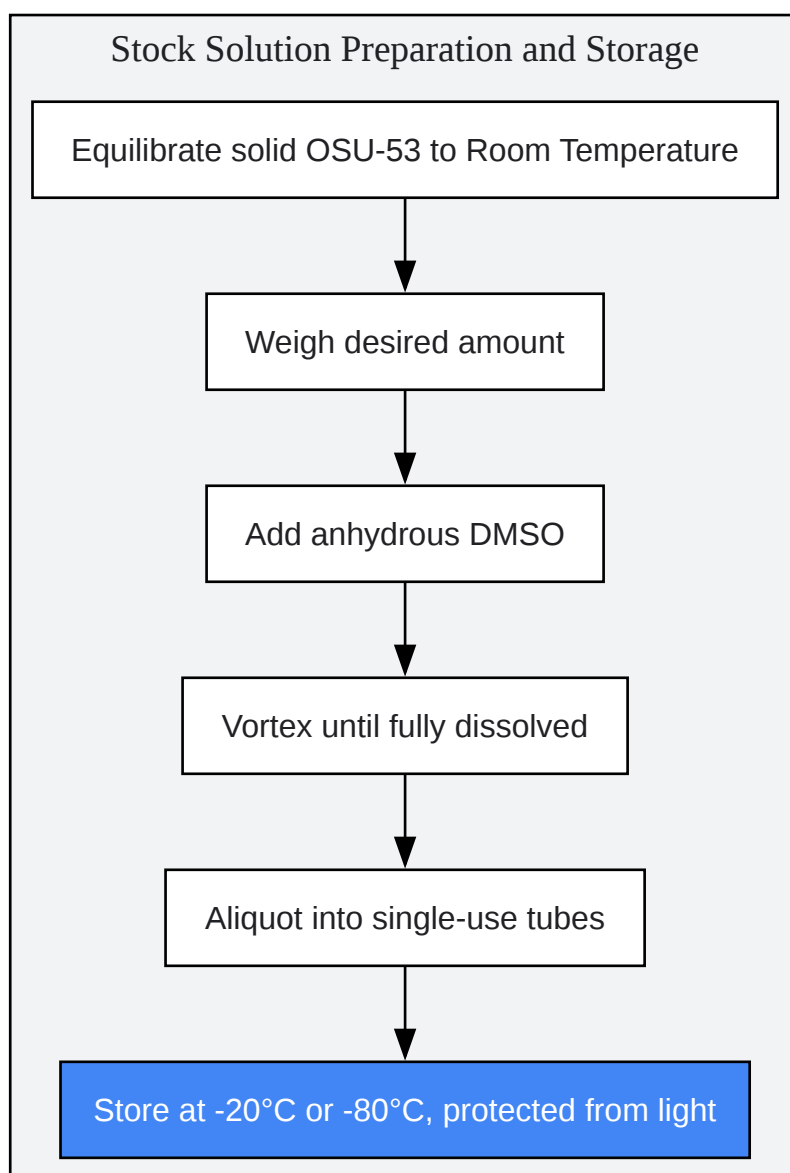 Stock Solution Preparation and Storage
Equilibrate solid OSU-53 to Room Temperature
Weigh desired amount
Add anhydrous DMSO
Vortex until fully dissolved
Aliquot into single-use tubes
Store at -20°C or -80°C, protected from light